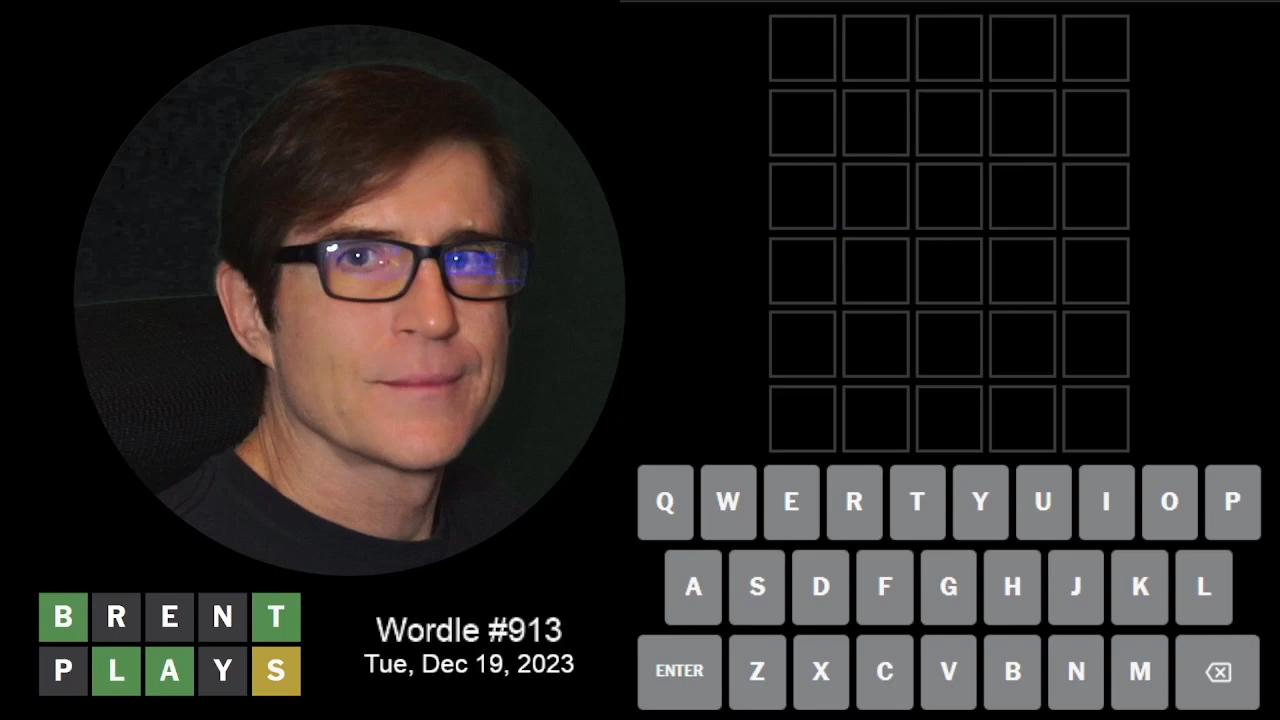 BRENT
PLAYS
Wordle #913
Tue, Dec 19, 2023
Q W E R T Y U I O P
A S D F G H J K L
ENTER Z X C V B N M